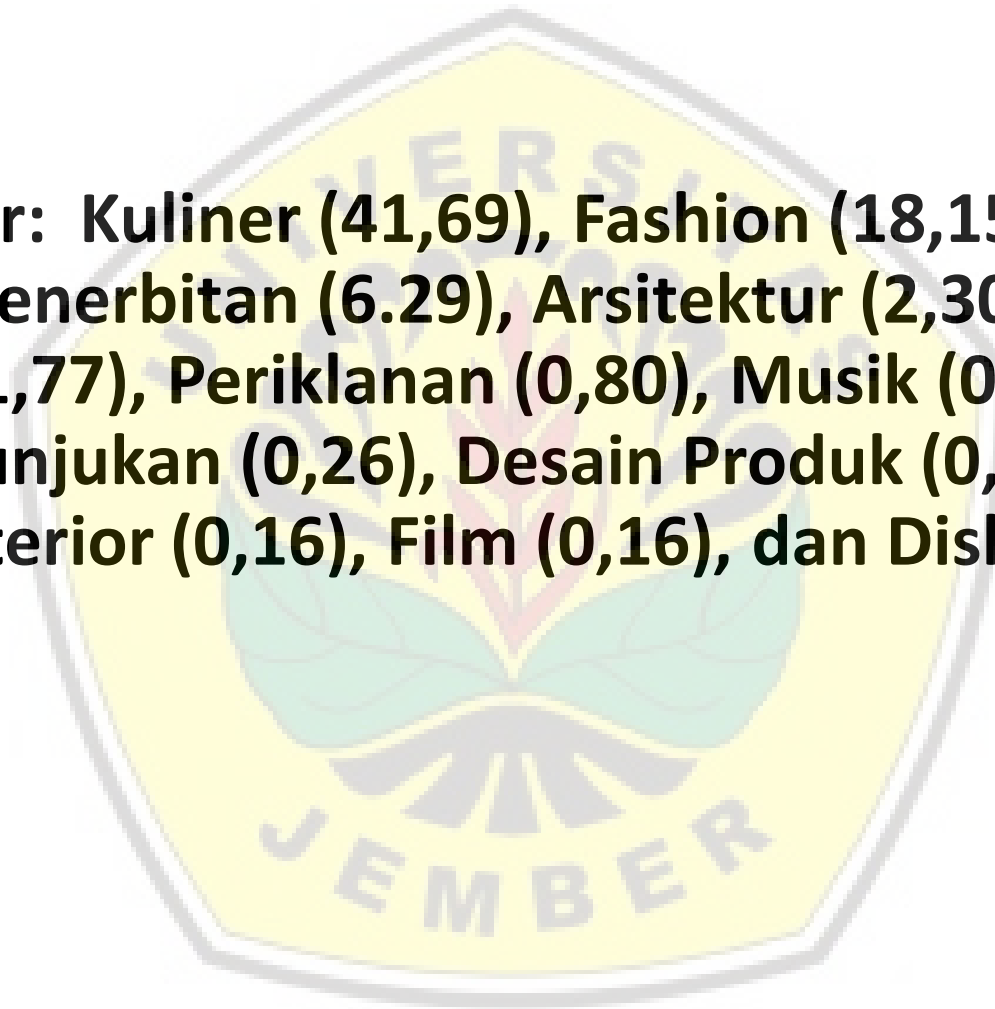 UNIVERSITAS
r: Kuliner (41,69), Fashion (18,15
enerbitan (6.29), Arsitektur (2,30
,77), Periklanan (0,80), Musik (0
unjukan (0,26), Desain Produk (0,
terior (0,16), Film (0,16), dan Disk
JEMBER